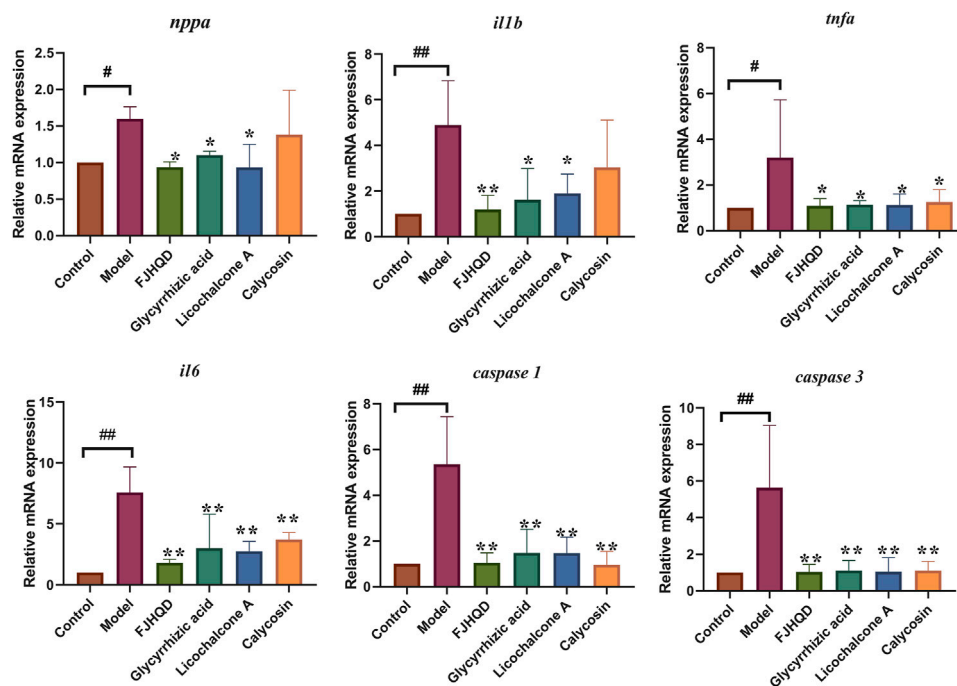 nppa
#
Relative mRNA expression
2.5
2.0
1.5
1.0
0.5
0.0
*
*
*
Control
Model
FJHQD
Glycyrrhizic acid
Licochalcone A
Calycosin
il1b
##
Relative mRNA expression
8
6
4
2
0
**
*
*
Control
Model
FJHQD
Glycyrrhizic acid
Licochalcone A
Calycosin
tnfa
#
Relative mRNA expression
8
6
4
2
0
*
*
*
*
Control
Model
FJHQD
Glycyrrhizic acid
Licochalcone A
Calycosin
il6
##
Relative mRNA expression
15
10
5
0
**
**
**
**
Control
Model
FJHQD
Glycyrrhizic acid
Licochalcone A
Calycosin
caspase 1
##
Relative mRNA expression
8
6
4
2
0
**
**
**
**
Control
Model
FJHQD
Glycyrrhizic acid
Licochalcone A
Calycosin
caspase 3
##
Relative mRNA expression
10
8
6
4
2
0
**
**
**
**
Control
Model
FJHQD
Glycyrrhizic acid
Licochalcone A
Calycosin